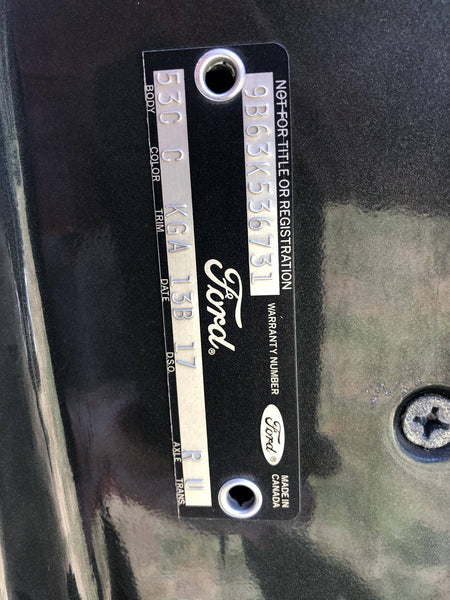 NOT FOR TITLE OR REGISTRATION
9B63K536731
WARRANTY NUMBER
MADE IN
CANADA
Ford
Ford
53C C KGA 13B 17 R U
BODY COLOR TRIM DATE D.S.O. AXLE TRANS.